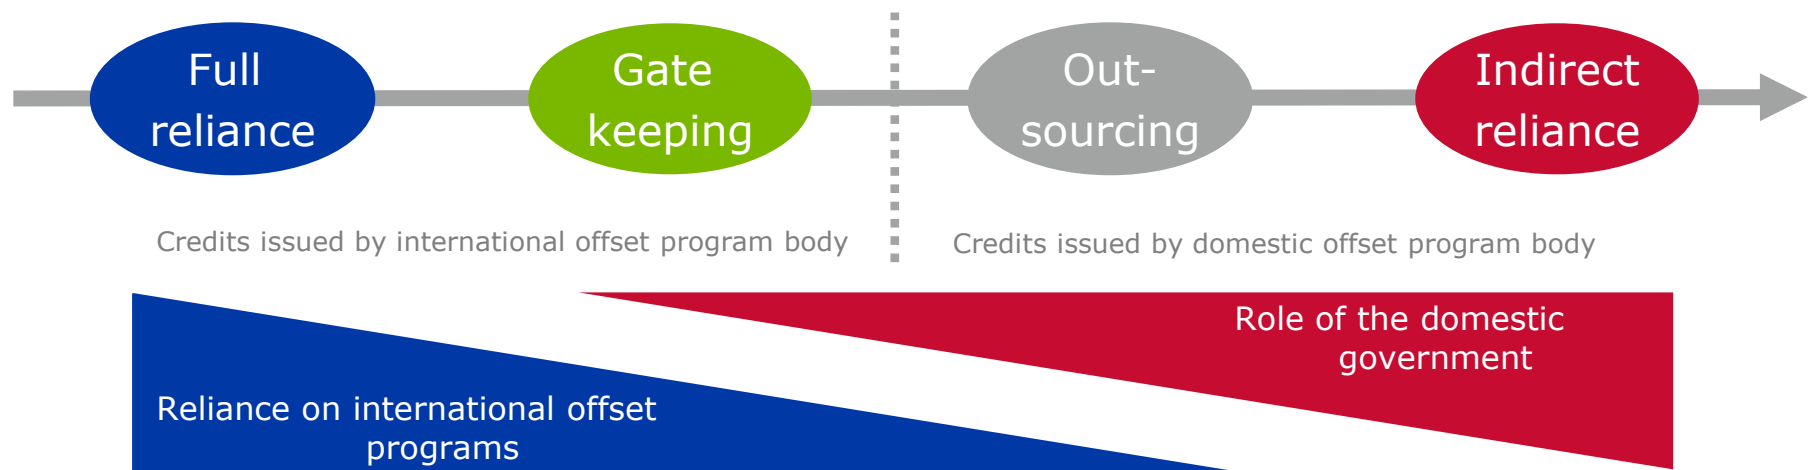 Full
reliance
Gate
keeping
Out-
sourcing
Indirect
reliance
Credits issued by international offset program body
Credits issued by domestic offset program body
Role of the domestic
government
Reliance on international offset
programs